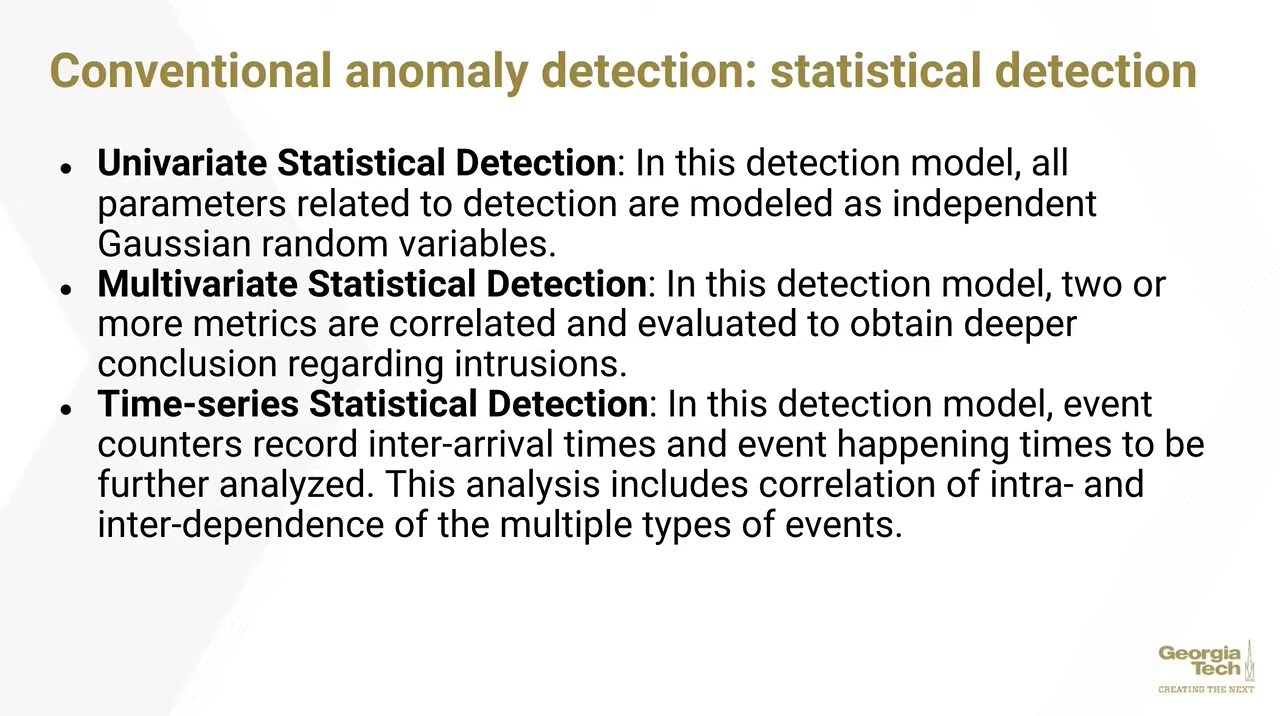 Conventional anomaly detection: statistical detection
• Univariate Statistical Detection: In this detection model, all
parameters related to detection are modeled as independent
Gaussian random variables.
• Multivariate Statistical Detection: In this detection model, two or
more metrics are correlated and evaluated to obtain deeper
conclusion regarding intrusions.
• Time-series Statistical Detection: In this detection model, event
counters record inter-arrival times and event happening times to be
further analyzed. This analysis includes correlation of intra- and
inter-dependence of the multiple types of events.
Georgia
Tech
CREATING THE NEXT